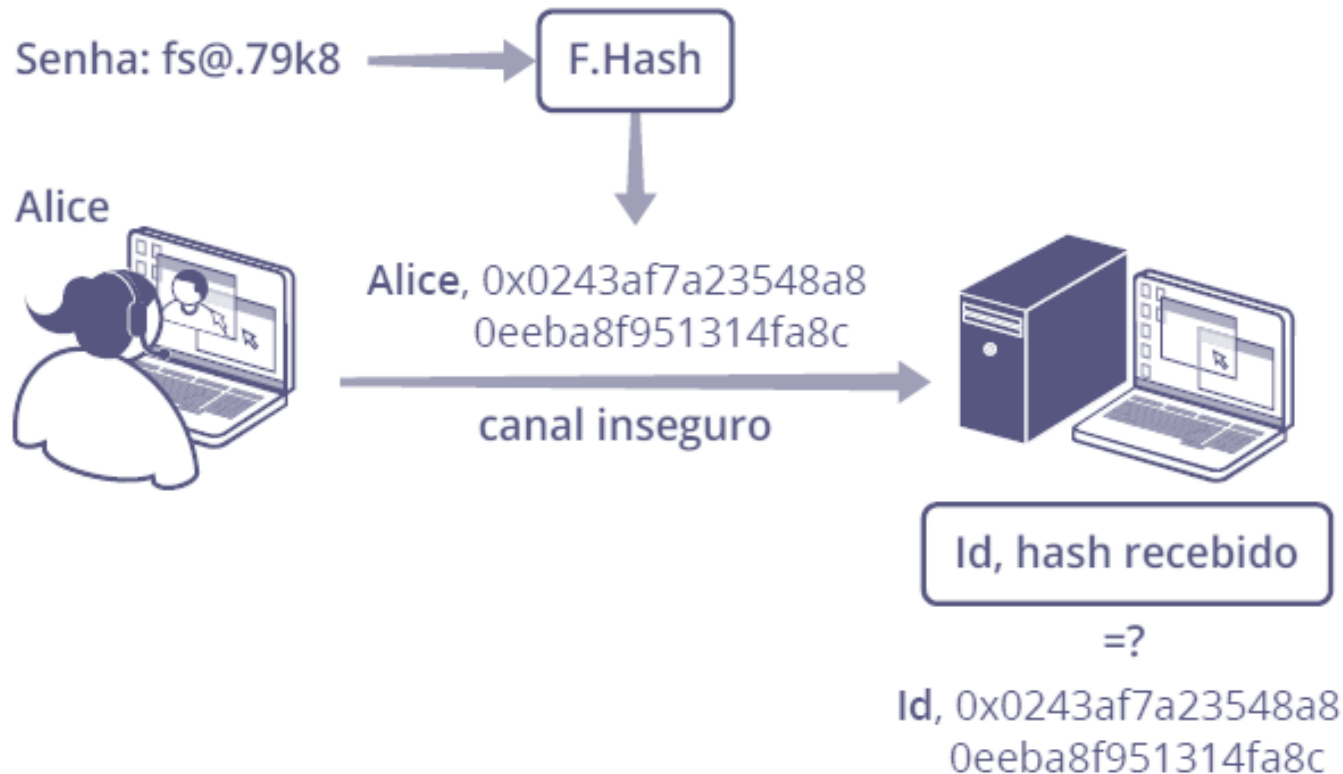 Senha: fs@.79k8
F.Hash
Alice
Alice, 0x0243af7a23548a8
0eeba8f951314fa8c
canal inseguro
Id, hash recebido
=?
Id, 0x0243af7a23548a8
0eeba8f951314fa8c